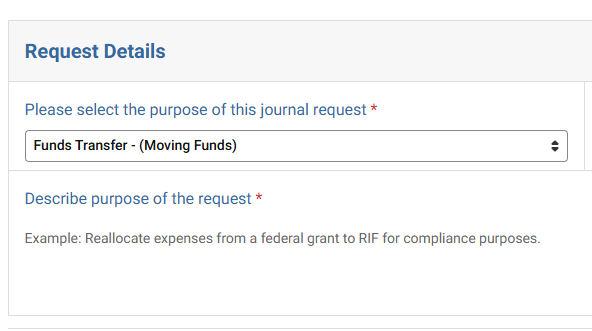 Request Details
Please select the purpose of this journal request *
Funds Transfer - (Moving Funds)
Describe purpose of the request *
Example: Reallocate expenses from a federal grant to RIF for compliance purposes.